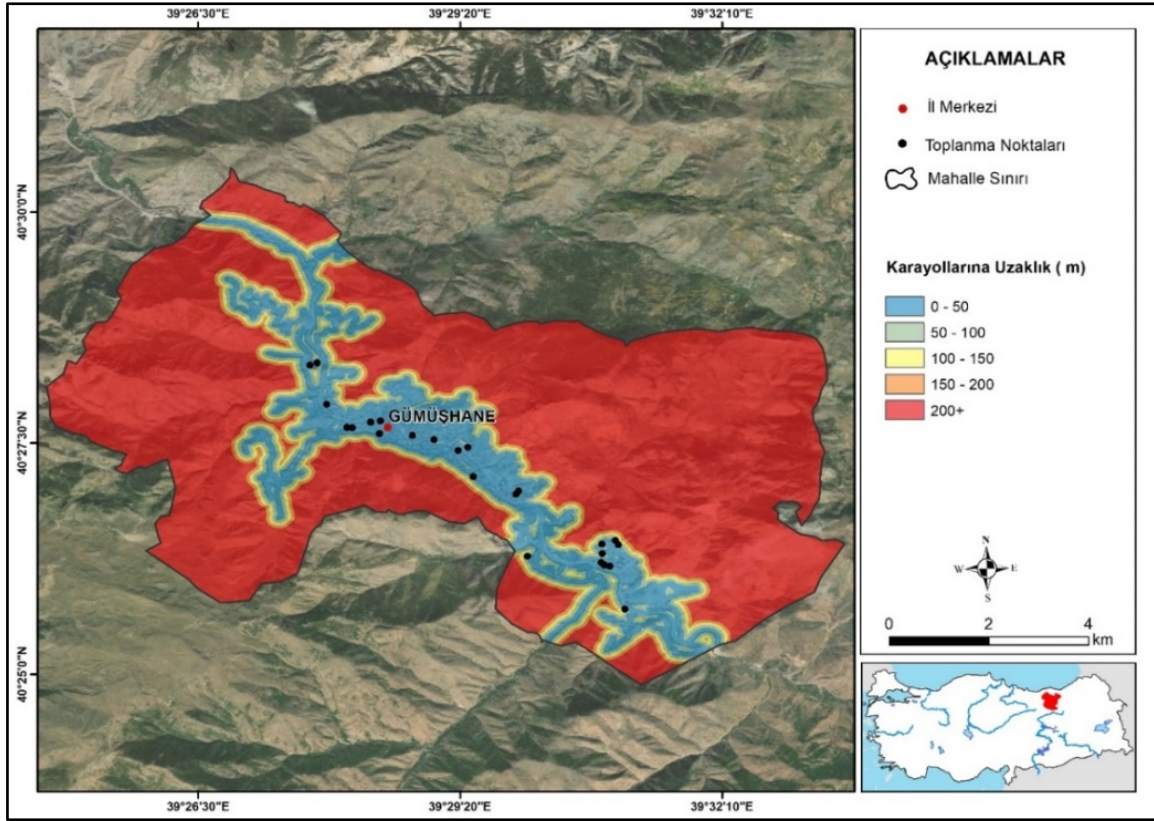 39°26'30"E 39°29'20"E 39°32'10"E
40°30'0"N
40°27'30"N
40°25'0"N
GÜMÜŞHANE
39°26'30"E 39°29'20"E 39°32'10"E
AÇIKLAMALAR
İl Merkezi
Toplanma Noktaları
Mahalle Sınırı
Karayollarına Uzaklık ( m)
0 - 50
50 - 100
100 - 150
150 - 200
200+
N
W E
S
0 2 4
km